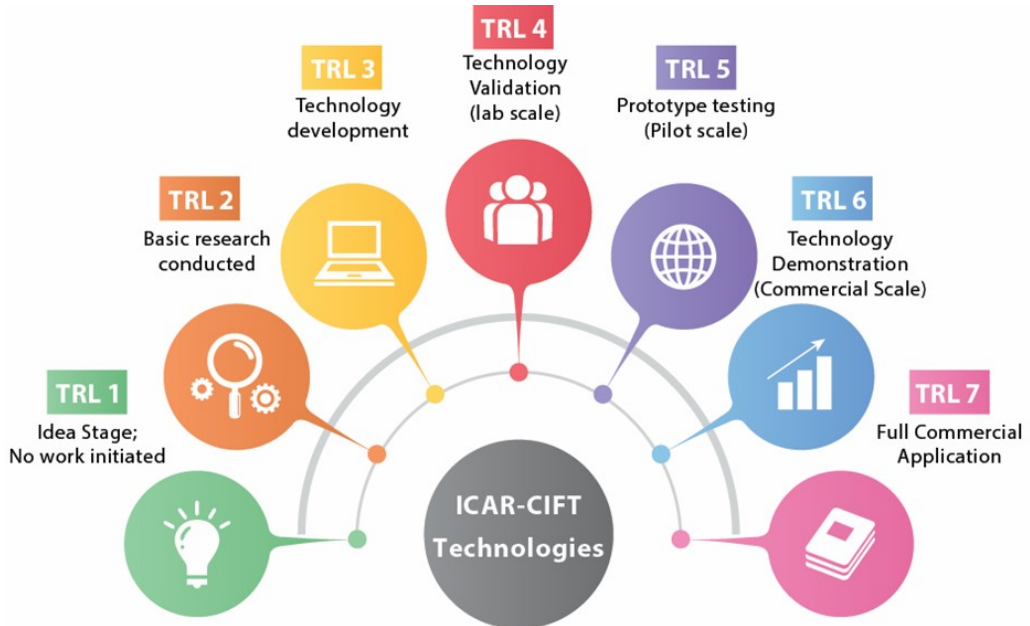 TRL 1
Idea Stage;
No work initiated
TRL 2
Basic research
conducted
TRL 3
Technology
development
TRL 4
Technology
Validation
(lab scale)
TRL 5
Prototype testing
(Pilot scale)
TRL 6
Technology
Demonstration
(Commercial Scale)
TRL 7
Full Commercial
Application
ICAR-CIFT
Technologies